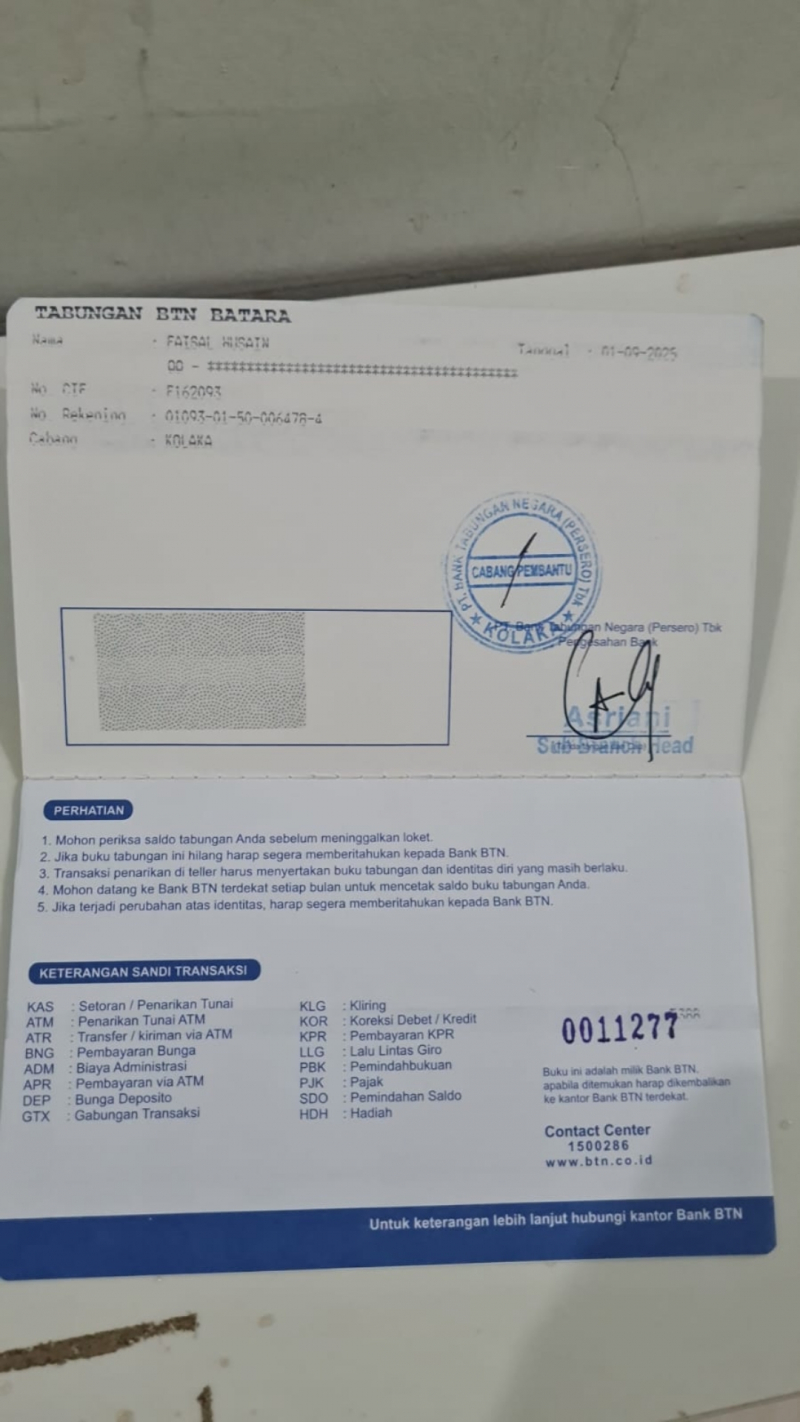 TABUNGAN BTN BATARA
Nama : FAISAL HUSAIN
Tanggal : 01-09-2025
00 - ‡‡‡‡‡‡‡‡‡‡‡‡‡‡‡‡‡‡‡‡‡‡‡‡‡‡‡‡‡‡‡‡‡‡‡‡‡‡‡‡
No CIF : F162093
No Rekening : 01093-01-50-006478-4
Cabang : KOLAKA
PT. BANK TABUNGAN NEGARA (PERSERO) Tbk
CABANG PEMBANTU
★ KOLAKA ★
PT. Bank Tabungan Negara (Persero) Tbk
Pengesahan Bank
Asriani
Sub Branch Head
PERHATIAN
1. Mohon periksa saldo tabungan Anda sebelum meninggalkan loket.
2. Jika buku tabungan ini hilang harap segera memberitahukan kepada Bank BTN.
3. Transaksi penarikan di teller harus menyertakan buku tabungan dan identitas diri yang masih berlaku.
4. Mohon datang ke Bank BTN terdekat setiap bulan untuk mencetak saldo buku tabungan Anda.
5. Jika terjadi perubahan atas identitas, harap segera memberitahukan kepada Bank BTN.
KETERANGAN SANDI TRANSAKSI
KAS : Setoran / Penarikan Tunai
ATM : Penarikan Tunai ATM
ATR : Transfer / kiriman via ATM
BNG : Pembayaran Bunga
ADM : Biaya Administrasi
APR : Pembayaran via ATM
DEP : Bunga Deposito
GTX : Gabungan Transaksi
KLG : Kliring
KOR : Koreksi Debet / Kredit
KPR : Pembayaran KPR
LLG : Lalu Lintas Giro
PBK : Pemindahbukuan
PJK : Pajak
SDO : Pemindahan Saldo
HDH : Hadiah
0011277
Buku ini adalah milik Bank BTN.
apabila ditemukan harap dikembalikan
ke kantor Bank BTN terdekat.
Contact Center
1500286
www.btn.co.id
Untuk keterangan lebih lanjut hubungi kantor Bank BTN